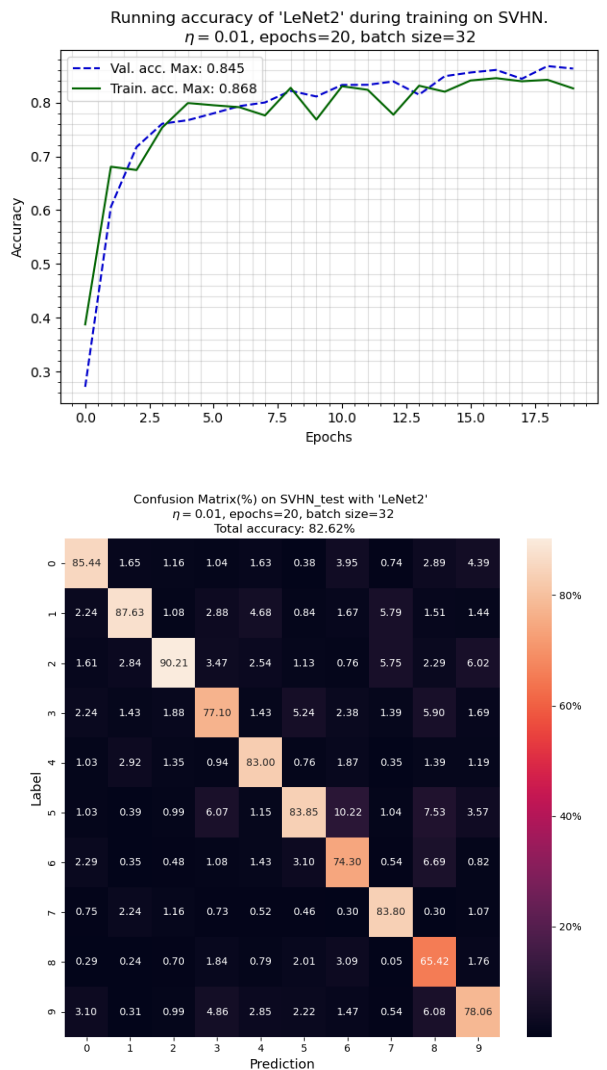 Running accuracy of 'LeNet2' during training on SVHN.
η = 0.01, epochs=20, batch size=32
Val. acc. Max: 0.845
Train. acc. Max: 0.868
Accuracy
0.8
0.7
0.6
0.5
0.4
0.3
0.0 2.5 5.0 7.5 10.0 12.5 15.0 17.5
Epochs
Confusion Matrix(%) on SVHN_test with 'LeNet2'
η = 0.01, epochs=20, batch size=32
Total accuracy: 82.62%
Label
0 85.44 1.65 1.16 1.04 1.63 0.38 3.95 0.74 2.89 4.39
1 2.24 87.63 1.08 2.88 4.68 0.84 1.67 5.79 1.51 1.44
2 1.61 2.84 90.21 3.47 2.54 1.13 0.76 5.75 2.29 6.02
3 2.24 1.43 1.88 77.10 1.43 5.24 2.38 1.39 5.90 1.69
4 1.03 2.92 1.35 0.94 83.00 0.76 1.87 0.35 1.39 1.19
5 1.03 0.39 0.99 6.07 1.15 83.85 10.22 1.04 7.53 3.57
6 2.29 0.35 0.48 1.08 1.43 3.10 74.30 0.54 6.69 0.82
7 0.75 2.24 1.16 0.73 0.52 0.46 0.30 83.80 0.30 1.07
8 0.29 0.24 0.70 1.84 0.79 2.01 3.09 0.05 65.42 1.76
9 3.10 0.31 0.99 4.86 2.85 2.22 1.47 0.54 6.08 78.06
0 1 2 3 4 5 6 7 8 9
Prediction
80%
60%
40%
20%